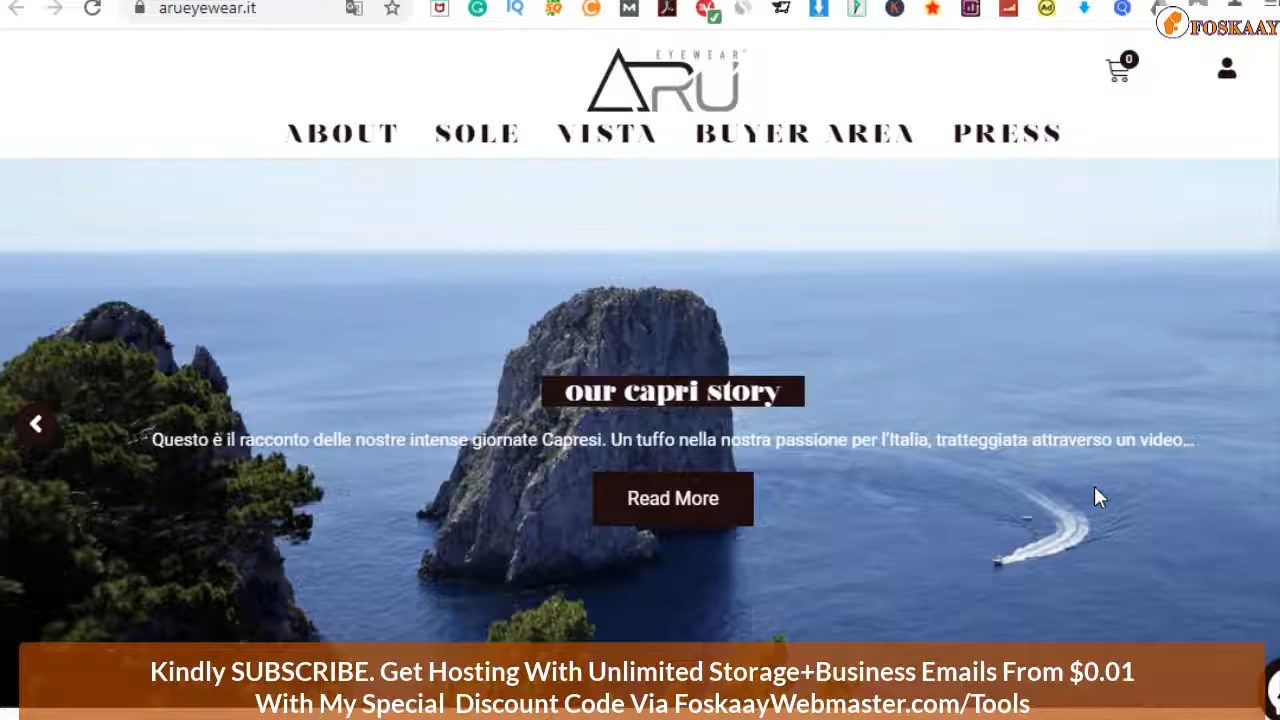 arueyewear.it
FOSKAAY
0
EYEWEAR
ARÚ
ABOUT SOLE VISTA BUYER AREA PRESS
our capri story
Questo è il racconto delle nostre intense giornate Capresi. Un tuffo nella nostra passione per l'Italia, tratteggiata attraverso un video...
Read More
Kindly SUBSCRIBE. Get Hosting With Unlimited Storage+Business Emails From $0.01
With My Special Discount Code Via FoskaayWebmaster.com/Tools